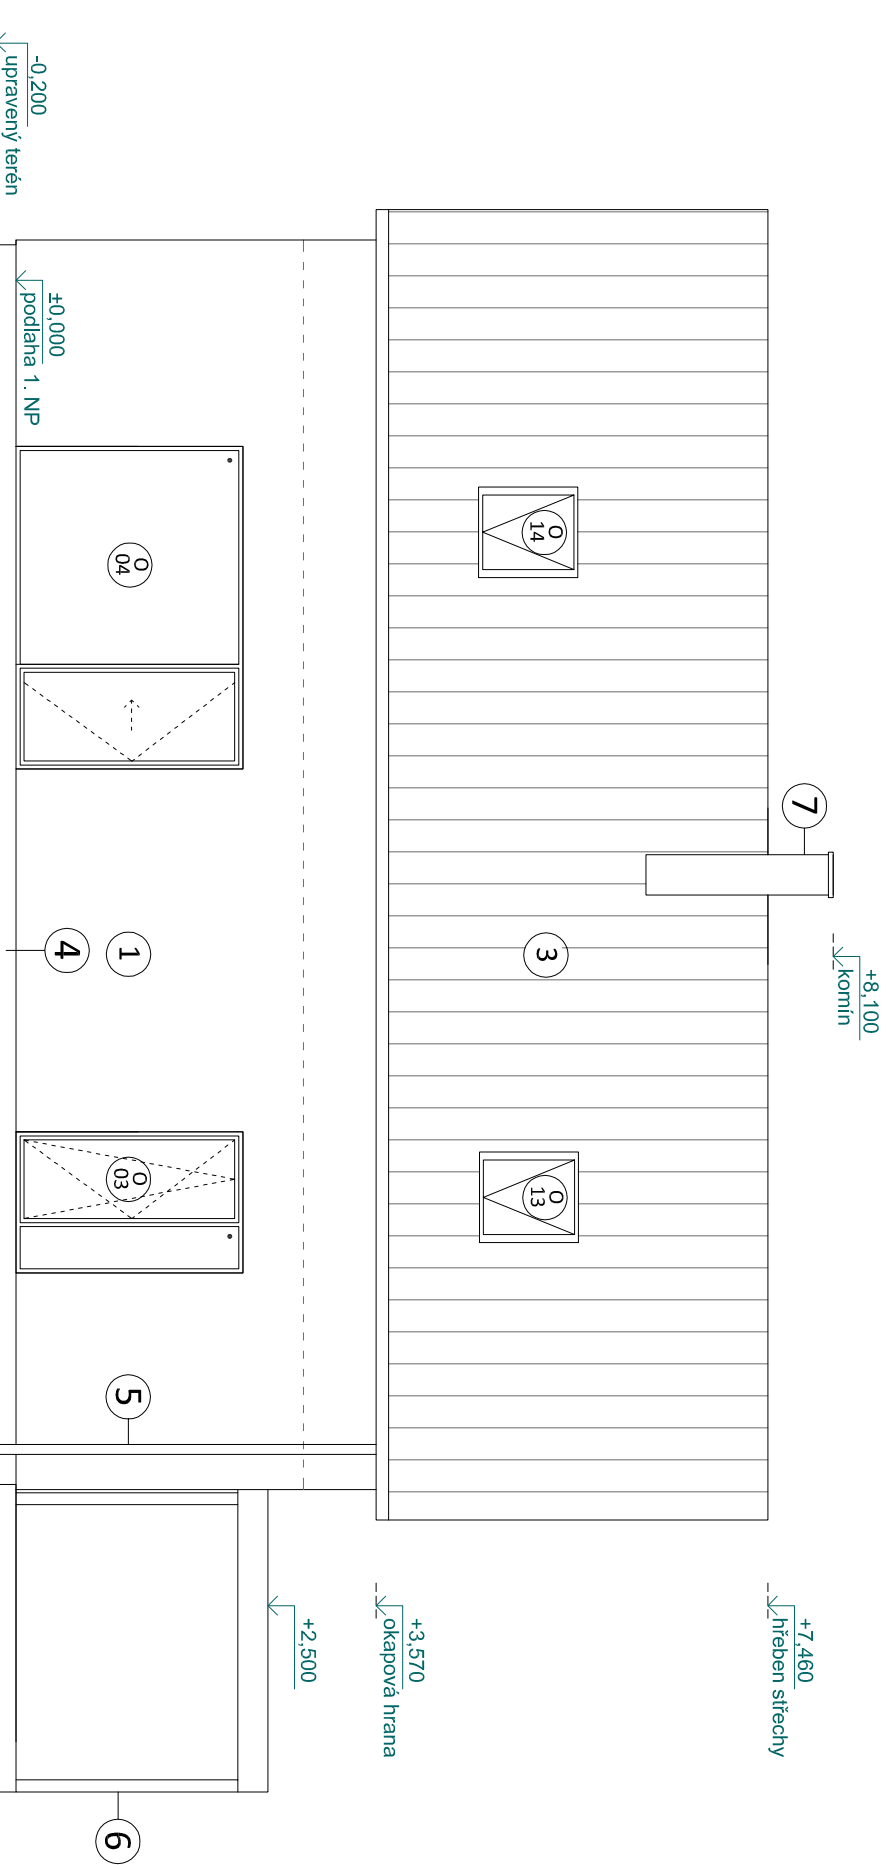 +8,100
komín
+7,460
hřeben střechy
7
3
O
14
O
13
+3,570
okapová hrana
+2,500
O
04
1
O
03
5
6
4
±0,000
podlaha 1. NP
-0,200
upravený terén